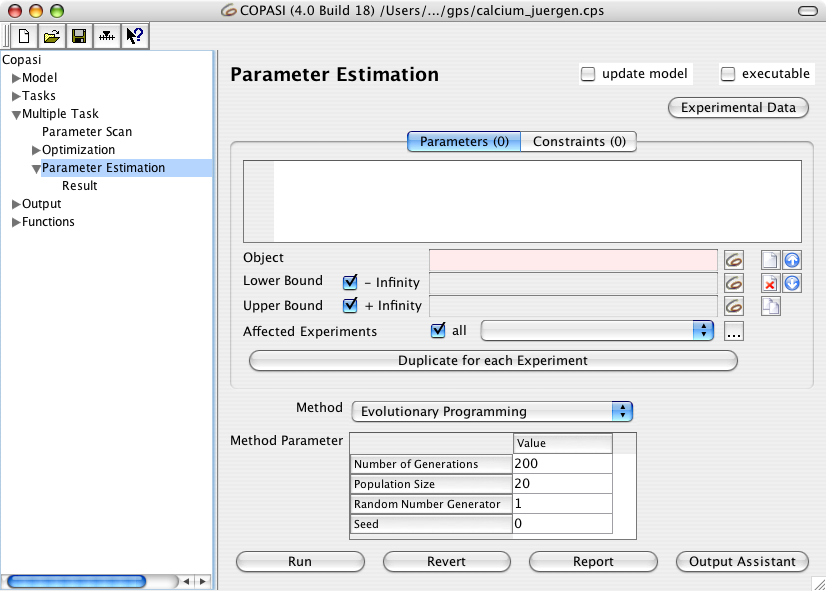 COPASI (4.0 Build 18) /Users/.../gps/calcium_juergen.cps
Copasi
Model
Tasks
Multiple Task
Parameter Scan
Optimization
Parameter Estimation
Result
Output
Functions
Parameter Estimation
update model
executable
Experimental Data
Parameters (0)
Constraints (0)
Object
Lower Bound
- Infinity
Upper Bound
+ Infinity
Affected Experiments
all
...
Duplicate for each Experiment
Method
Evolutionary Programming
Method Parameter
Value
Number of Generations
200
Population Size
20
Random Number Generator
1
Seed
0
Run
Revert
Report
Output Assistant